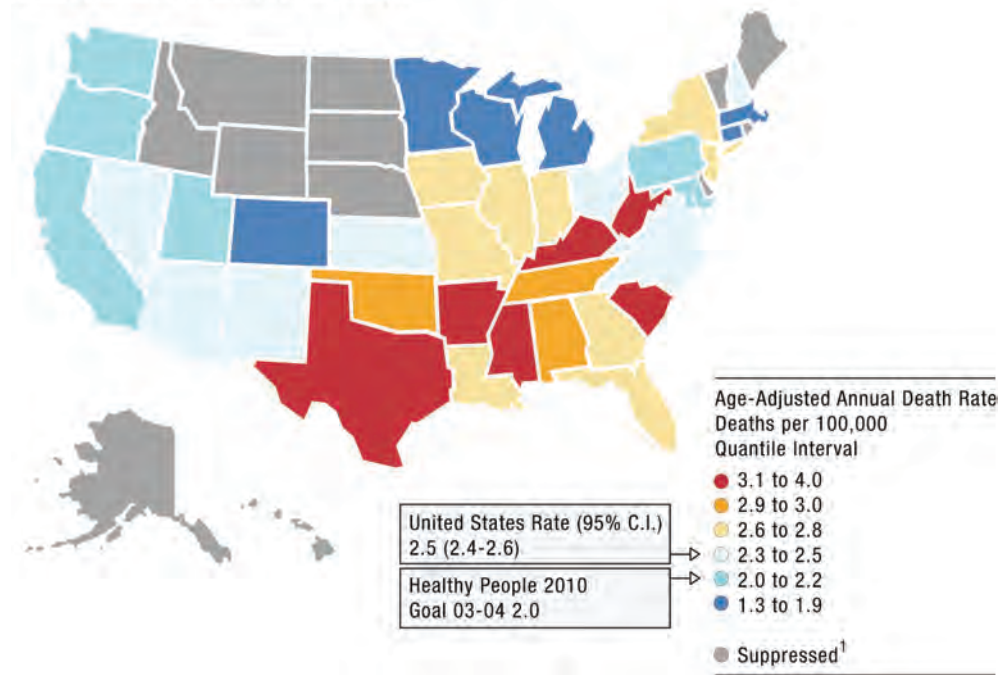 Age-Adjusted Annual Death Rate
Deaths per 100,000
Quantile Interval
3.1 to 4.0
2.9 to 3.0
2.6 to 2.8
2.3 to 2.5
2.0 to 2.2
1.3 to 1.9
Suppressed1
United States Rate (95% C.I.)
2.5 (2.4-2.6)
Healthy People 2010
Goal 03-04 2.0